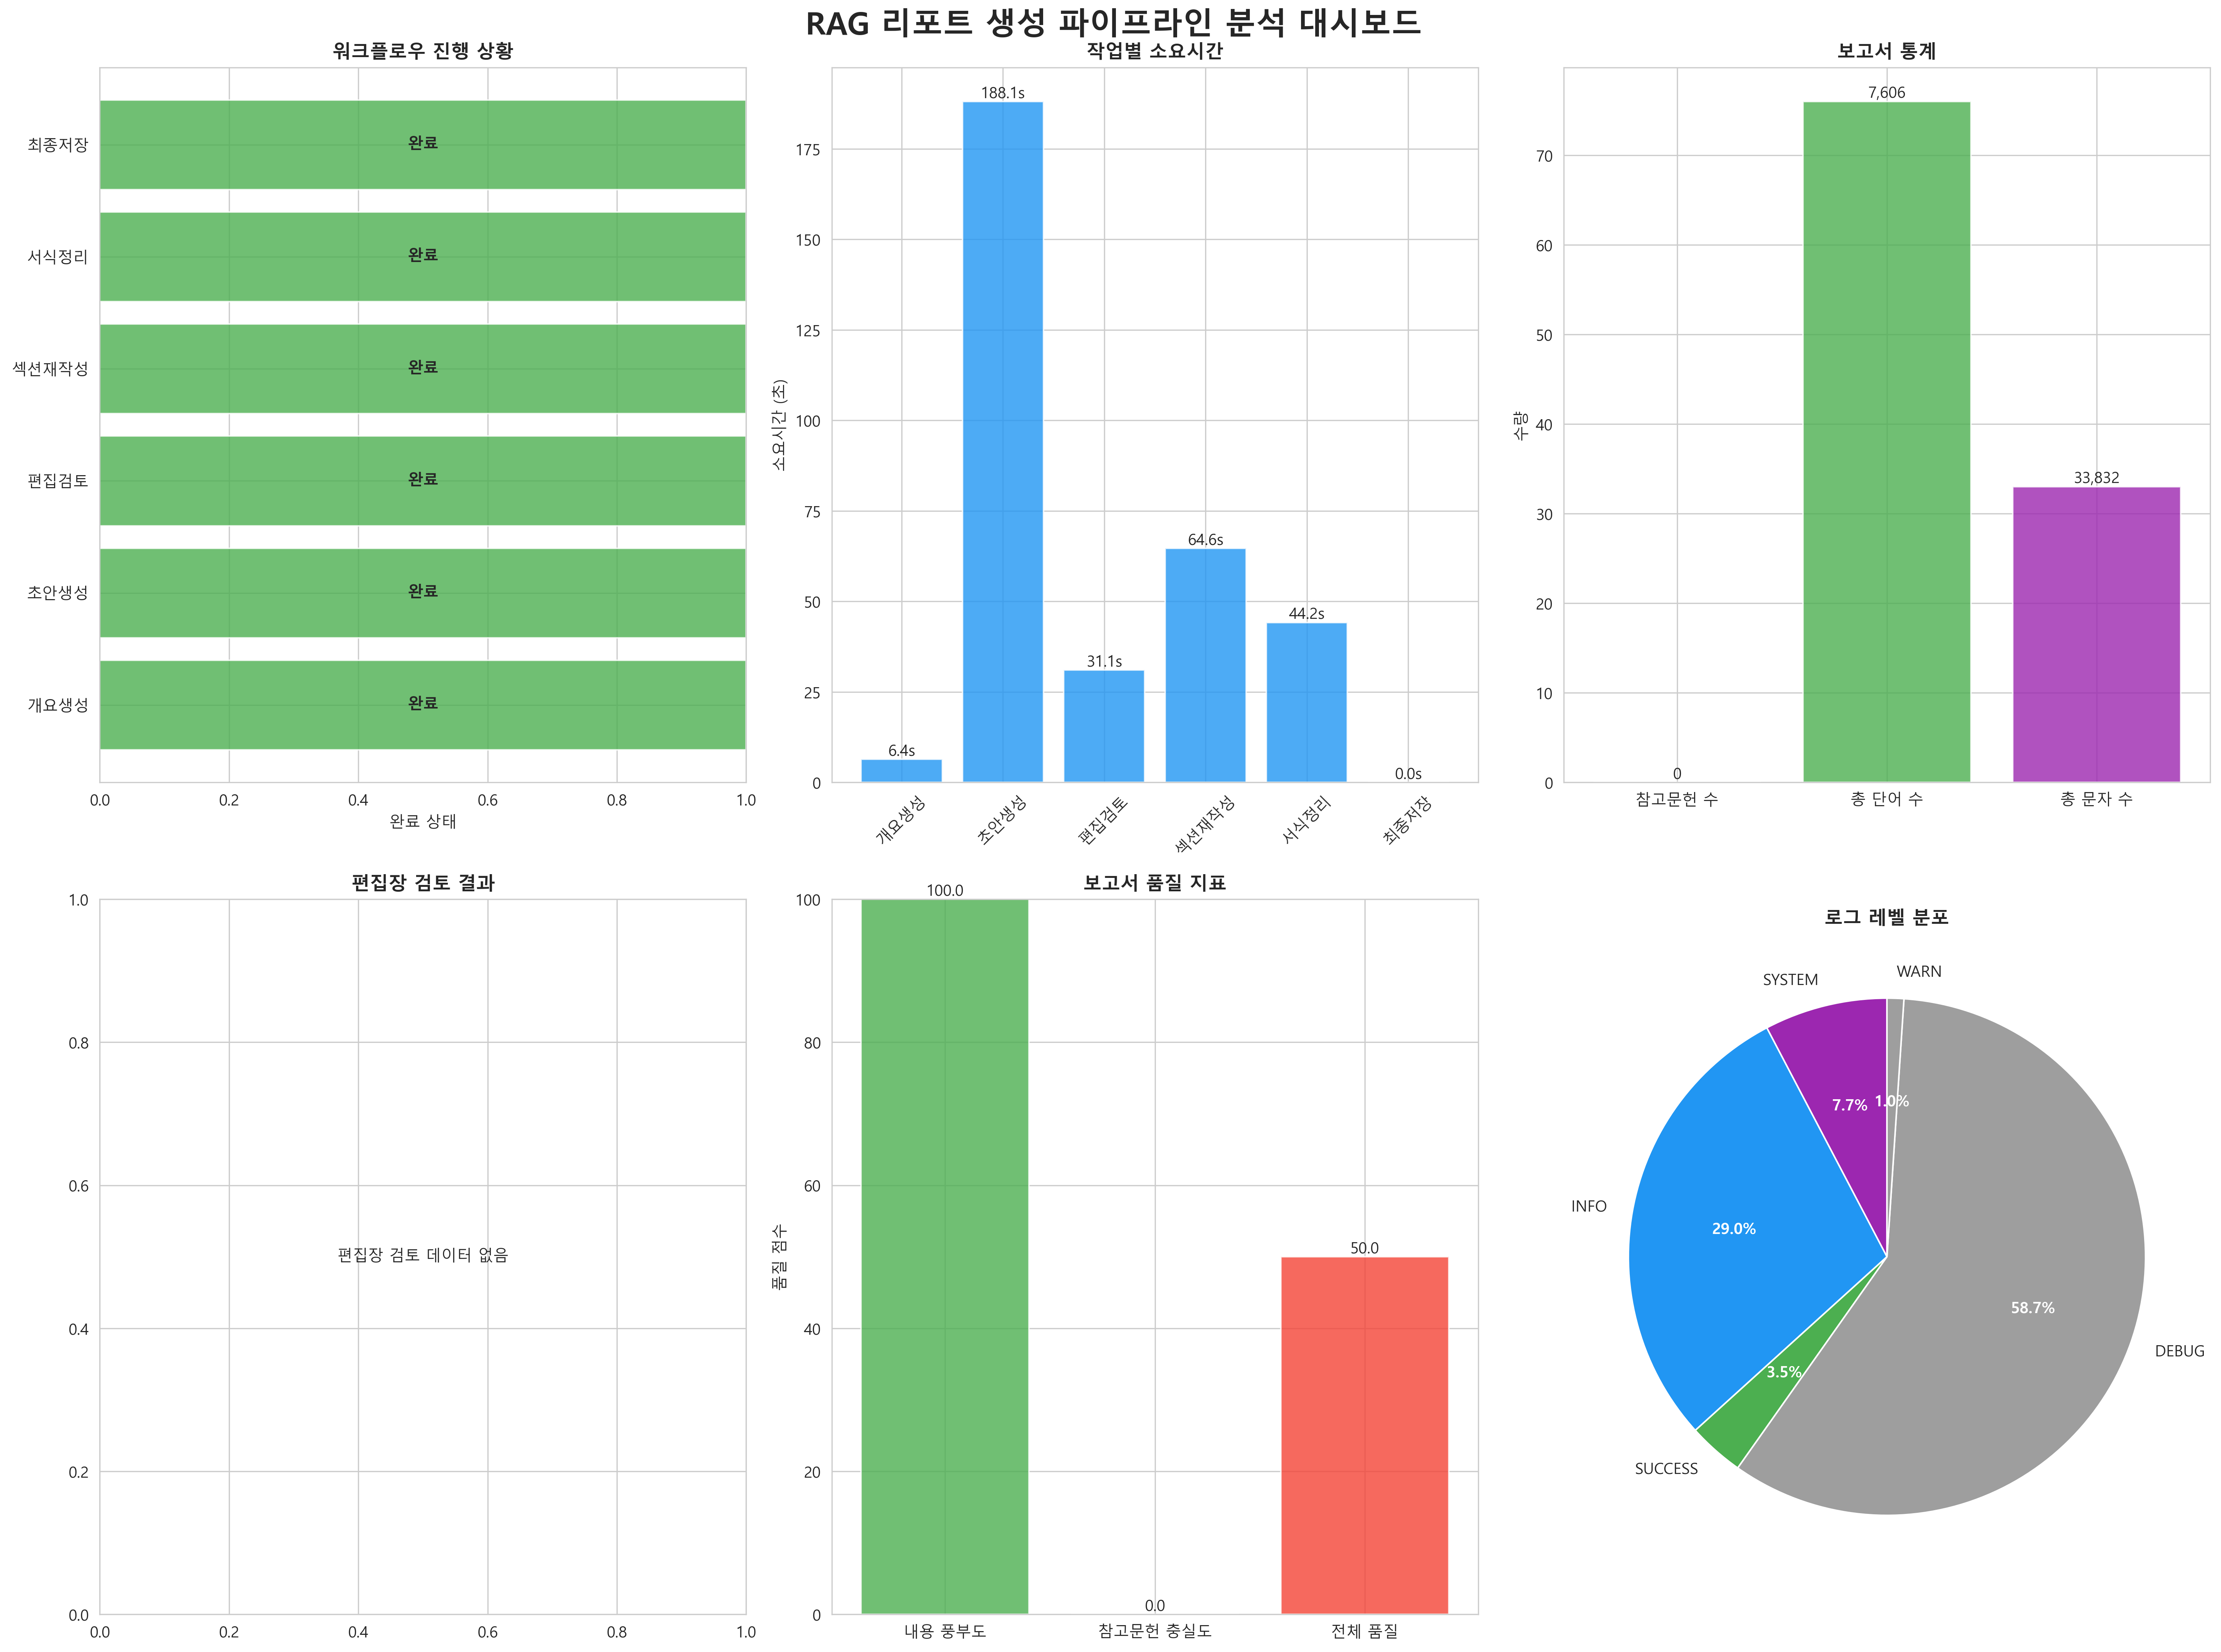 RAG 리포트 생성 파이프라인 분석 대시보드
워크플로우 진행 상황
최종저장
서식정리
섹션재작성
편집검토
초안생성
개요생성
완료
완료
완료
완료
완료
완료
0.0 0.2 0.4 0.6 0.8 1.0
완료 상태
작업별 소요시간
소요시간 (초)
175
150
125
100
75
50
25
0
6.4s
188.1s
31.1s
64.6s
44.2s
0.0s
개요생성 초안생성 편집검토 섹션재작성 서식정리 최종저장
보고서 통계
수량
70
60
50
40
30
20
10
0
0
7,606
33,832
참고문헌 수 총 단어 수 총 문자 수
편집장 검토 결과
1.0
0.8
0.6
0.4
0.2
0.0
편집장 검토 데이터 없음
0.0 0.2 0.4 0.6 0.8 1.0
보고서 품질 지표
품질 점수
100
80
60
40
20
0
100.0
0.0
50.0
내용 풍부도 참고문헌 충실도 전체 품질
로그 레벨 분포
SYSTEM
WARN
INFO
SUCCESS
DEBUG
7.7%
1.0%
29.0%
3.5%
58.7%